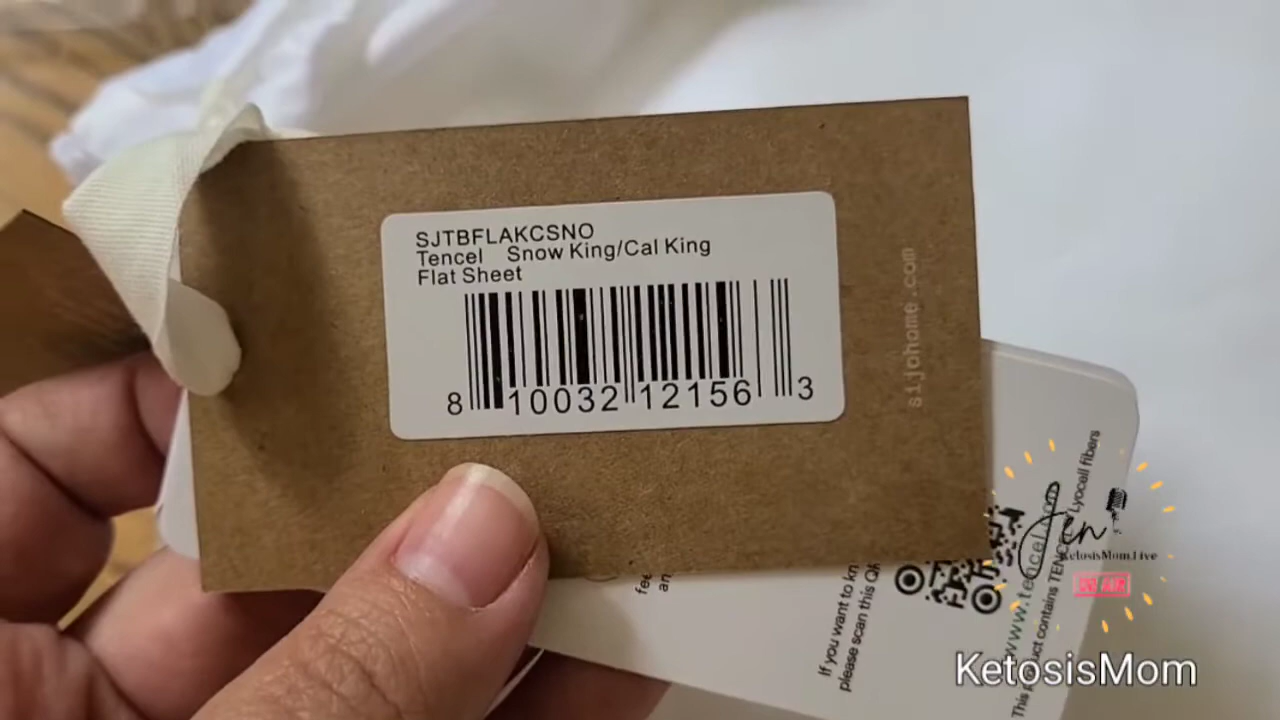 SJTBFLAKCSNO
Tencel Snow King/Cal King
Flat Sheet
8 10032 12156 3
sijohome.com
fee
an
If you want to kn
please scan this QR
www.tencel.com
This product contains TENCEL Lyocell fibers
Jen
KetosisMom.Live
ON AIR
KetosisMom